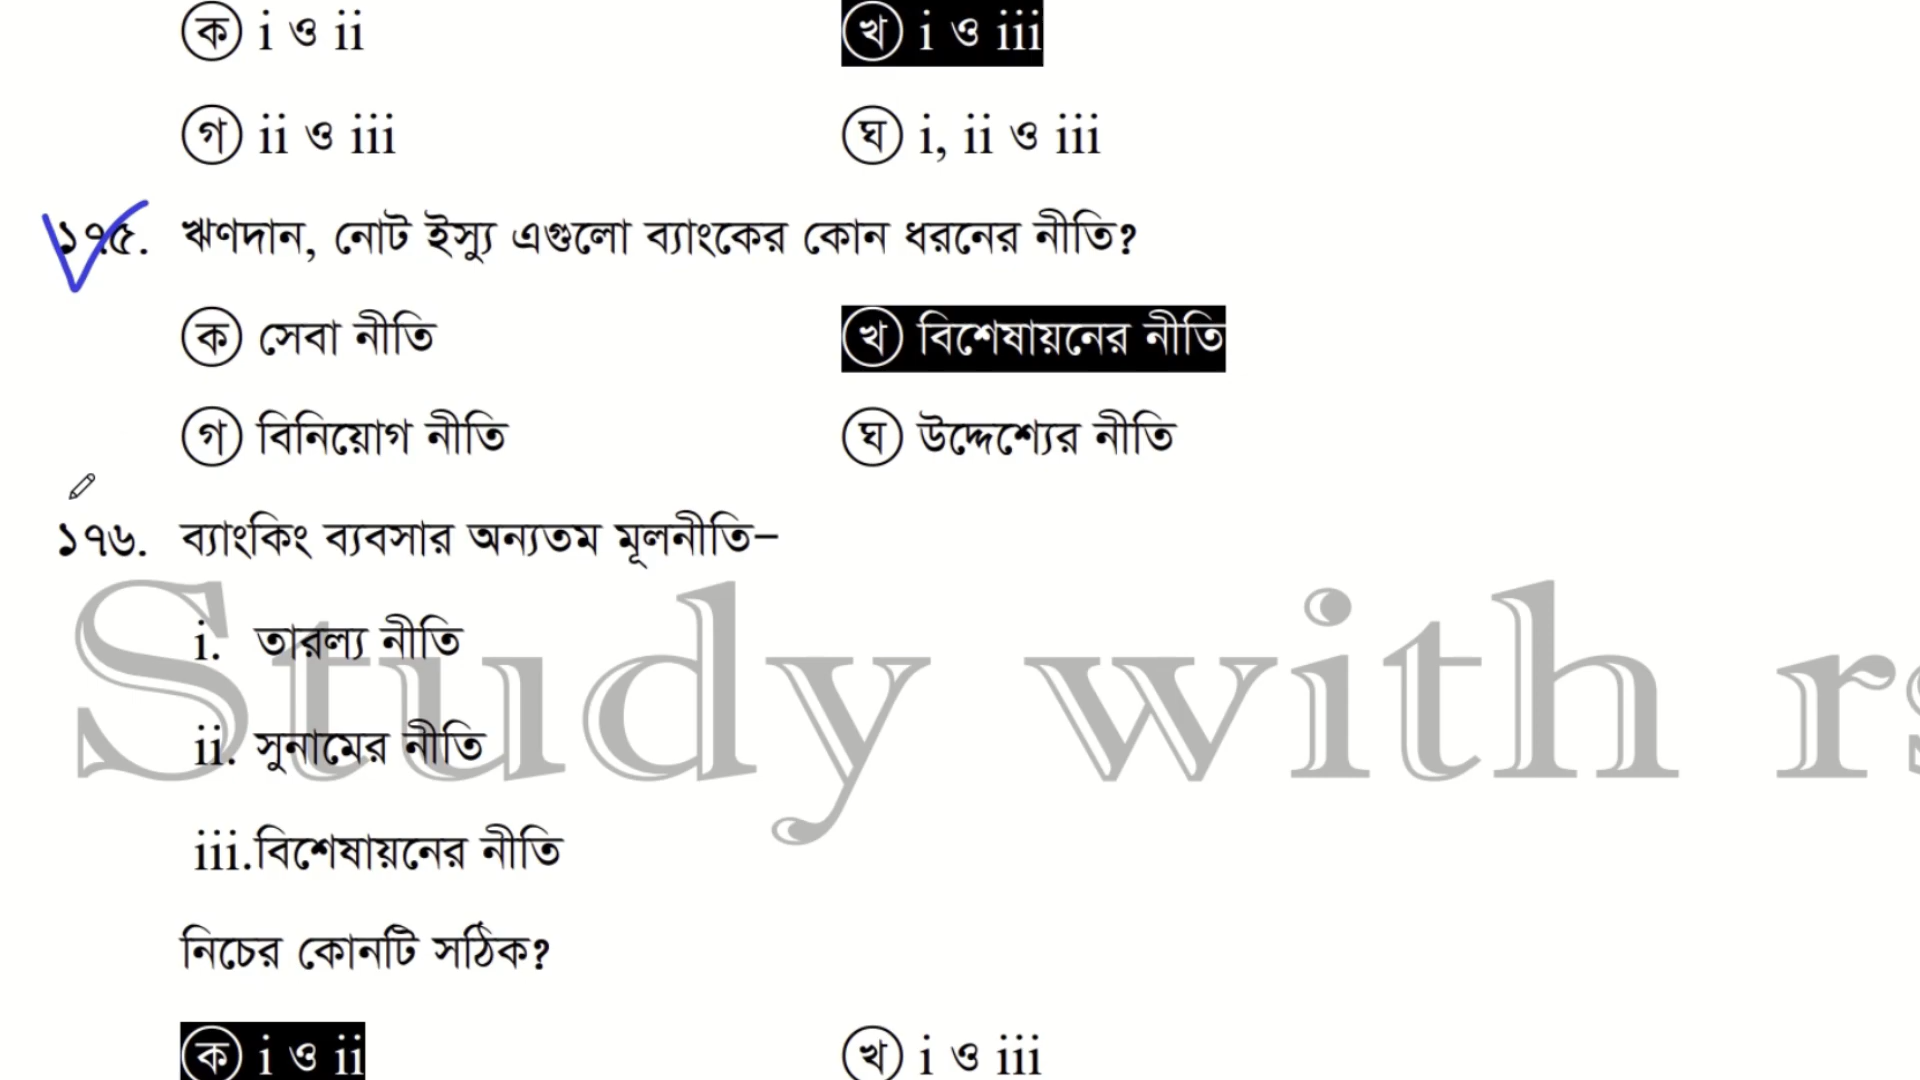 ক i ও ii খ i ও iii
গ ii ও iii ঘ i, ii ও iii
১৭৫. ঋণদান, নোট ইস্যু এগুলো ব্যাংকের কোন ধরনের নীতি?
ক সেবা নীতি খ বিশেষায়নের নীতি
গ বিনিয়োগ নীতি ঘ উদ্দেশ্যের নীতি
১৭৬. ব্যাংকিং ব্যবসার অন্যতম মূলনীতি–
i. তারল্য নীতি
Study with rs
ii. সুনামের নীতি
iii.বিশেষায়নের নীতি
নিচের কোনটি সঠিক?
ক i ও ii খ i ও iii